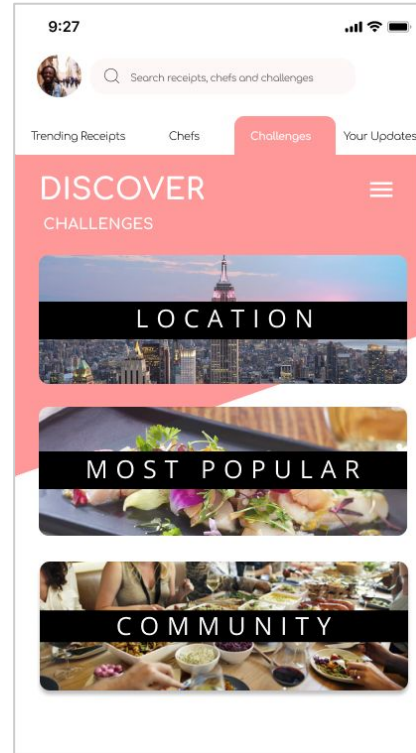 9:27
Search receipts, chefs and challenges
Trending Receipts Chefs Challenges Your Updates
DISCOVER
CHALLENGES
LOCATION
MOST POPULAR
COMMUNITY